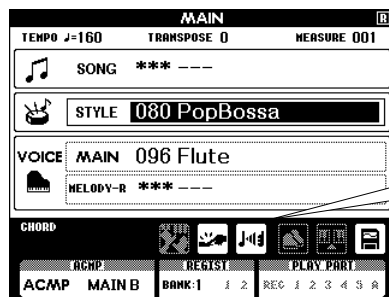 MAIN R
TEMPO ♩=160 TRANSPOSE 0 MEASURE 001
SONG *** ---
STYLE 080 PopBossa
VOICE MAIN 096 Flute
MELODY-R *** ---
CHORD
ACMP REGIST PLAY PART
ACMP MAIN B BANK:1 1 2 REC 1 2 3 4 5 A